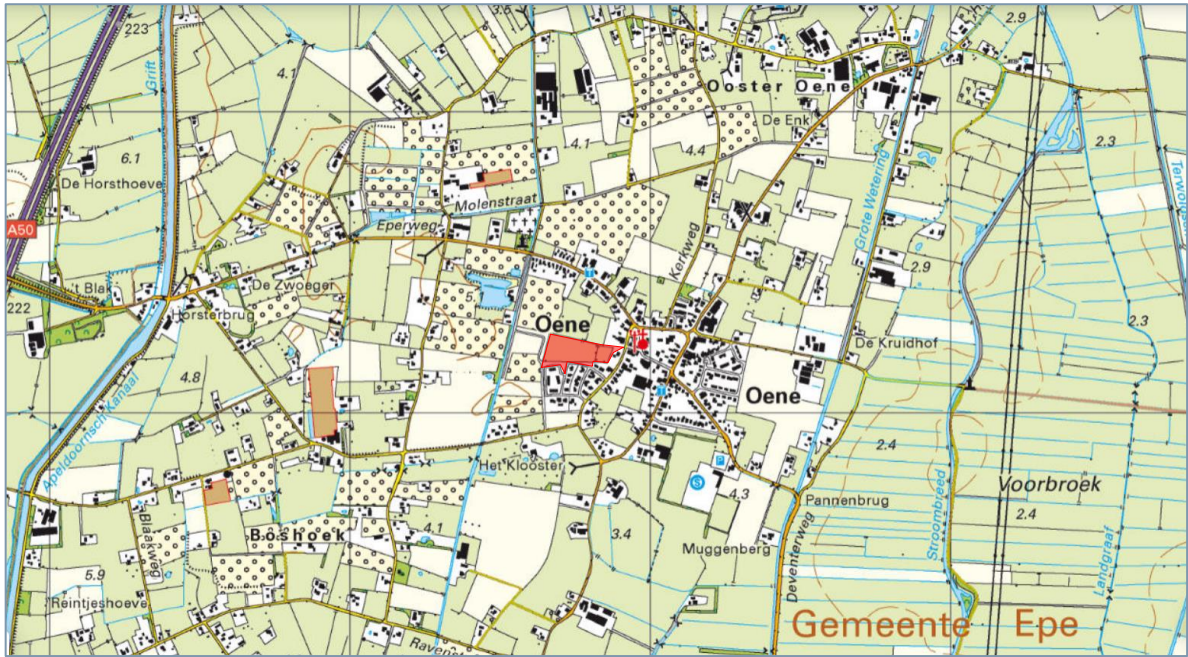 223
3.5
2.9
Grift
4.1
Ooster Oene
De Enk
6.1
4.1
4.4
2.3
De Horsthoeve
Molenstraat
Eperweg
Grote Wetering
Kerkweg
A50
't Blak
De Zwoeger
5.
2.9
222
Horsterbrug
Oene
2.3
De Kruidhof
4.8
Oene
Apeldoornsch Kanaal
2.4
Het Klooster
P
S
4.3
Voorbroek
Pannenbrug
2.4
Blaakweg
Boshoek
4.1
3.4
Muggenberg
Stroombreed
Deventerweg
Landgraaf
5.9
Reintjeshoeve
Gemeente Epe